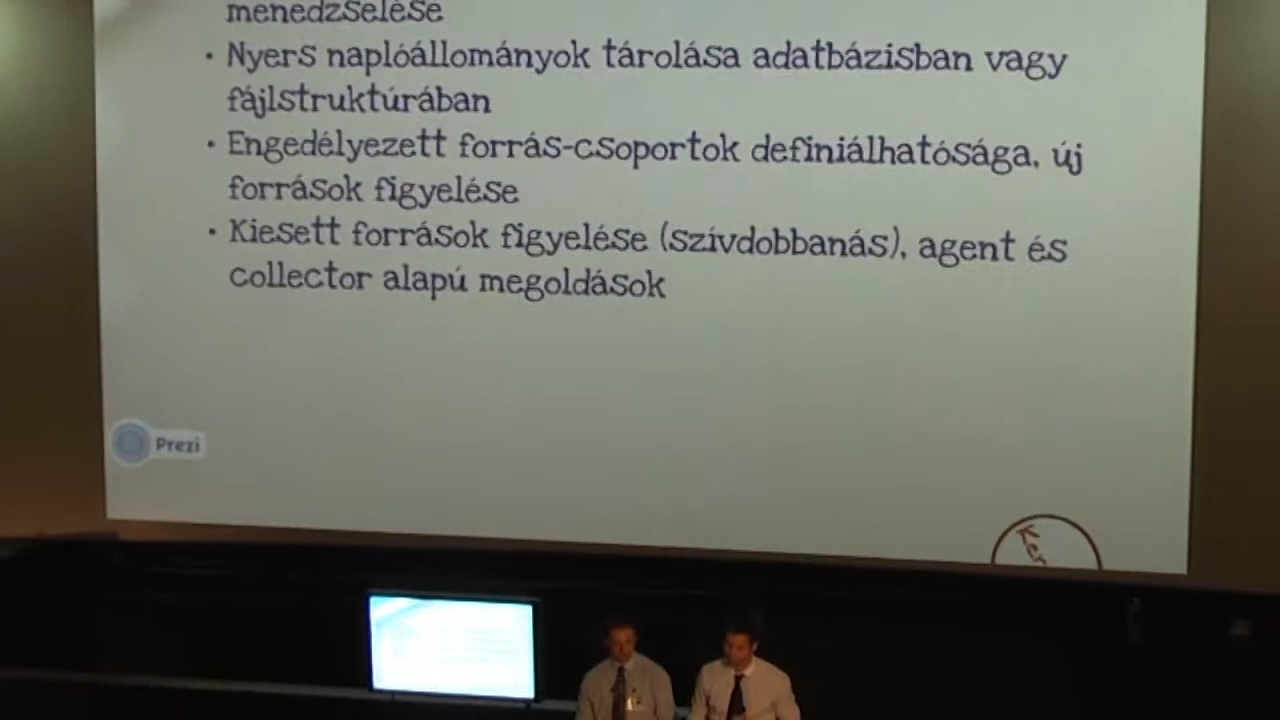 menedzselése
• Nyers naplóállományok tárolása adatbázisban vagy
fájlstruktúrában
• Engedélyezett forrás-csoportok definiálhatósága, új
források figyelése
• Kiesett források figyelése (szívdobbanás), agent és
collector alapú megoldások
Prezi
Ker